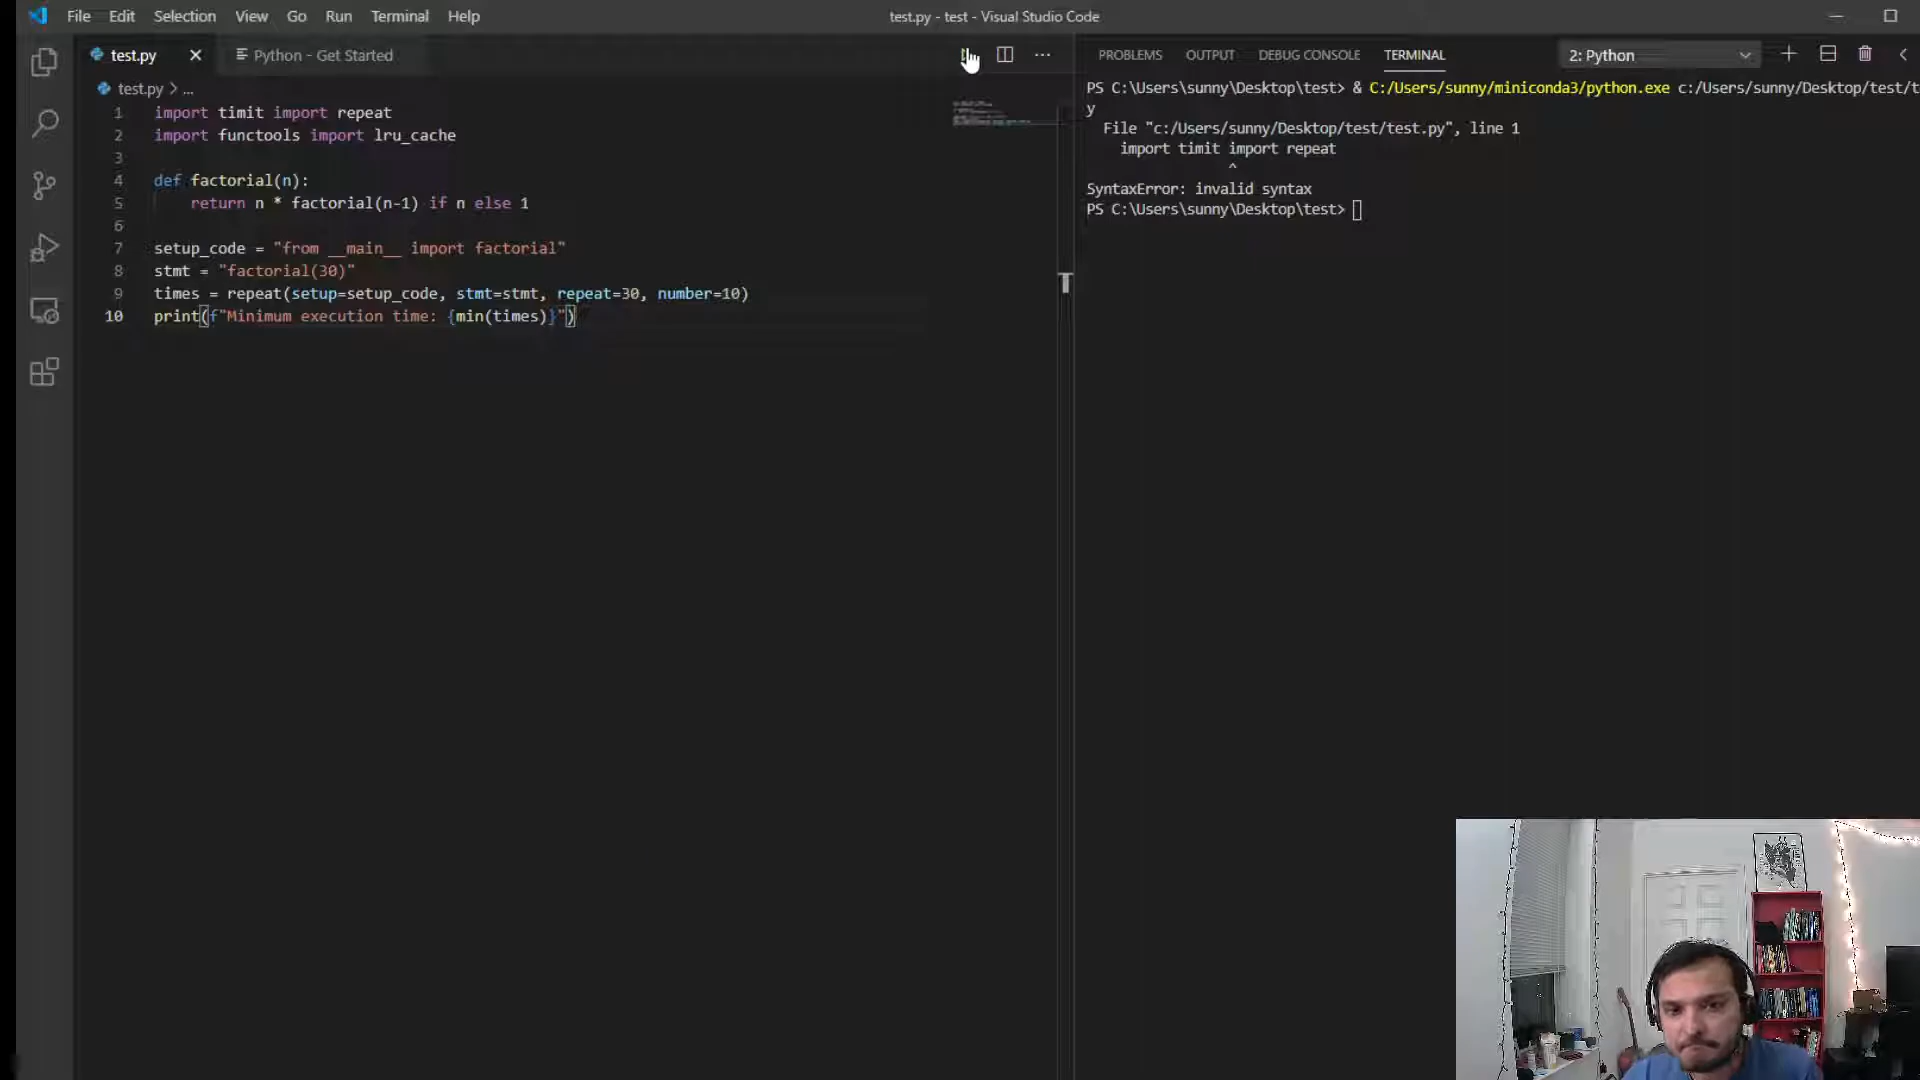 File Edit Selection View Go Run Terminal Help
test.py - test - Visual Studio Code
test.py
Python - Get Started
test.py > ...
1 import timit import repeat
2 import functools import lru_cache
3
4 def factorial(n):
5 return n * factorial(n-1) if n else 1
6
7 setup_code = "from __main__ import factorial"
8 stmt = "factorial(30)"
9 times = repeat(setup=setup_code, stmt=stmt, repeat=30, number=10)
10 print(f"Minimum execution time: {min(times)}")
PROBLEMS OUTPUT DEBUG CONSOLE TERMINAL
2: Python
PS C:\Users\sunny\Desktop\test> & C:/Users/sunny/miniconda3/python.exe c:/Users/sunny/Desktop/test/t
y
File "c:/Users/sunny/Desktop/test/test.py", line 1
import timit import repeat
^
SyntaxError: invalid syntax
PS C:\Users\sunny\Desktop\test>